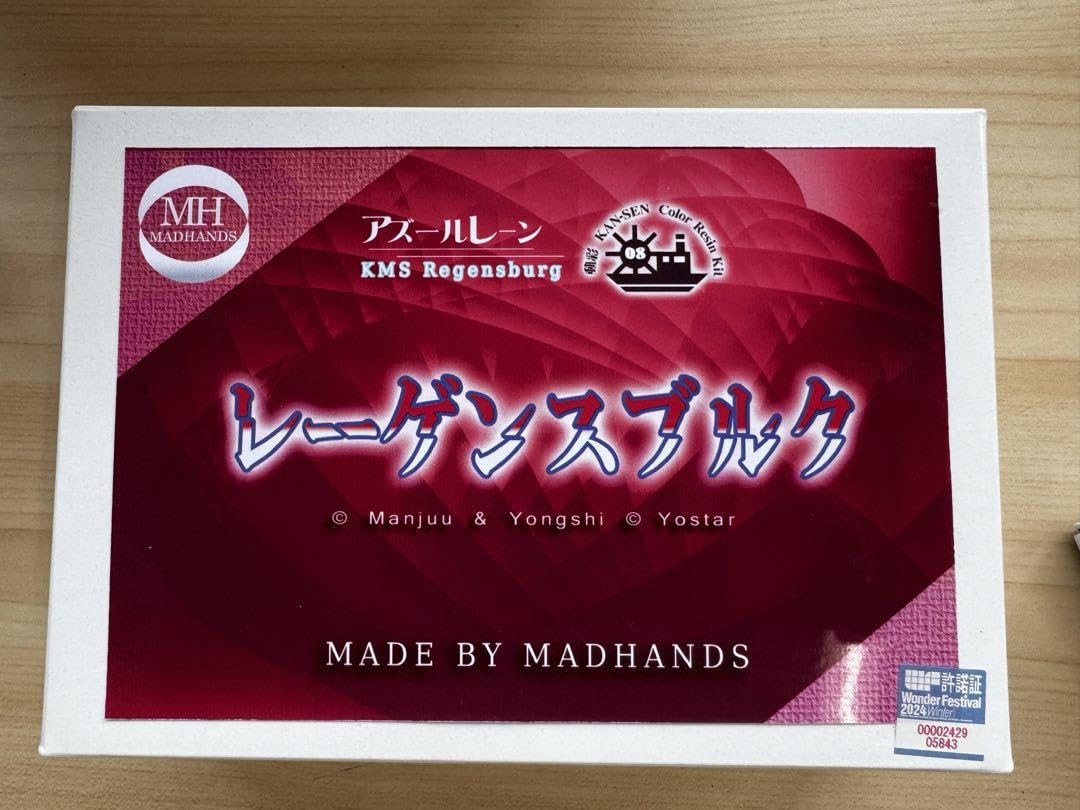 MH
MADHANDS
アズールレーン
KMS Regensburg
動彩 KAN-SEN Color Resin Kit
08
レーゲンスブルク
© Manjuu & Yongshi © Yostar
MADE BY MADHANDS
WF 許諾証
Wonder Festival
2024 Winter
00002429
05843